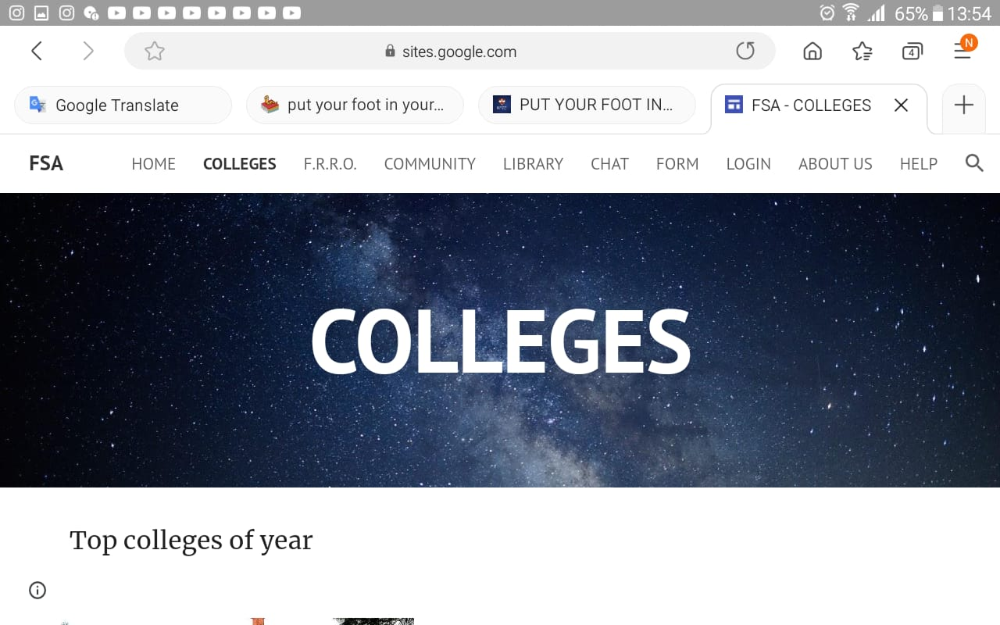 65% 13:54
sites.google.com
4
N
Google Translate
put your foot in your...
PUT YOUR FOOT IN...
FSA - COLLEGES
FSA
HOME COLLEGES F.R.R.O. COMMUNITY LIBRARY CHAT FORM LOGIN ABOUT US HELP
COLLEGES
Top colleges of year